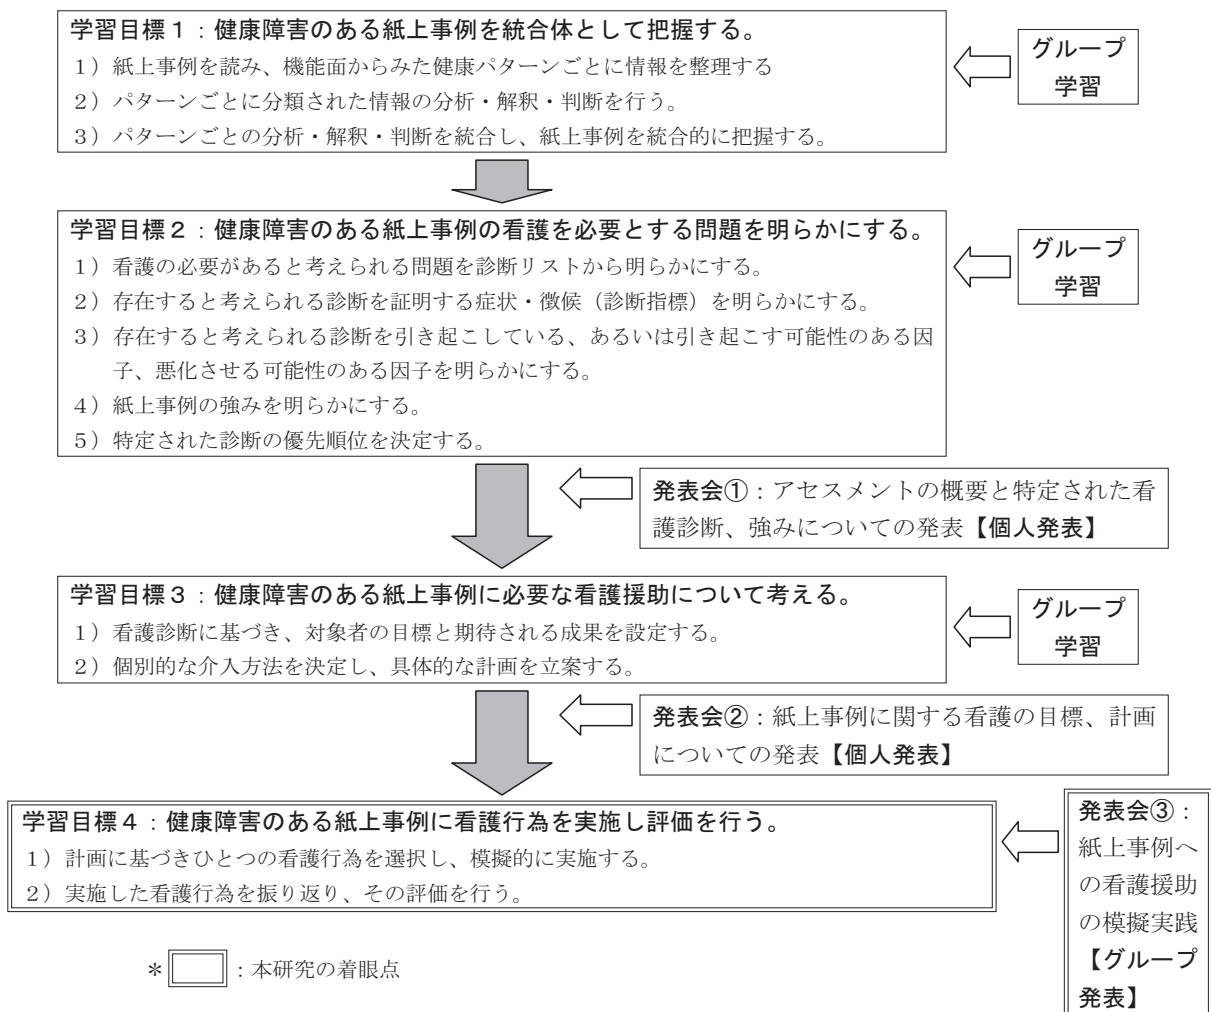 学習目標1：健康障害のある紙上事例を統合体として把握する。
1）紙上事例を読み、機能面からみた健康パターンごとに情報を整理する
2）パターンごとに分類された情報の分析・解釈・判断を行う。
3）パターンごとの分析・解釈・判断を統合し、紙上事例を統合的に把握する。
グループ
学習
学習目標2：健康障害のある紙上事例の看護を必要とする問題を明らかにする。
1）看護の必要があると考えられる問題を診断リストから明らかにする。
2）存在すると考えられる診断を証明する症状・徴候（診断指標）を明らかにする。
3）存在すると考えられる診断を引き起こしている、あるいは引き起こす可能性のある因
子、悪化させる可能性のある因子を明らかにする。
4）紙上事例の強みを明らかにする。
5）特定された診断の優先順位を決定する。
グループ
学習
発表会①：アセスメントの概要と特定された看
護診断、強みについての発表【個人発表】
学習目標3：健康障害のある紙上事例に必要な看護援助について考える。
1）看護診断に基づき、対象者の目標と期待される成果を設定する。
2）個別的な介入方法を決定し、具体的な計画を立案する。
グループ
学習
発表会②：紙上事例に関する看護の目標、計画
についての発表【個人発表】
学習目標4：健康障害のある紙上事例に看護行為を実施し評価を行う。
1）計画に基づきひとつの看護行為を選択し、模擬的に実施する。
2）実施した看護行為を振り返り、その評価を行う。
発表会③：
紙上事例へ
の看護援助
の模擬実践
【グループ
発表】
＊：本研究の着眼点